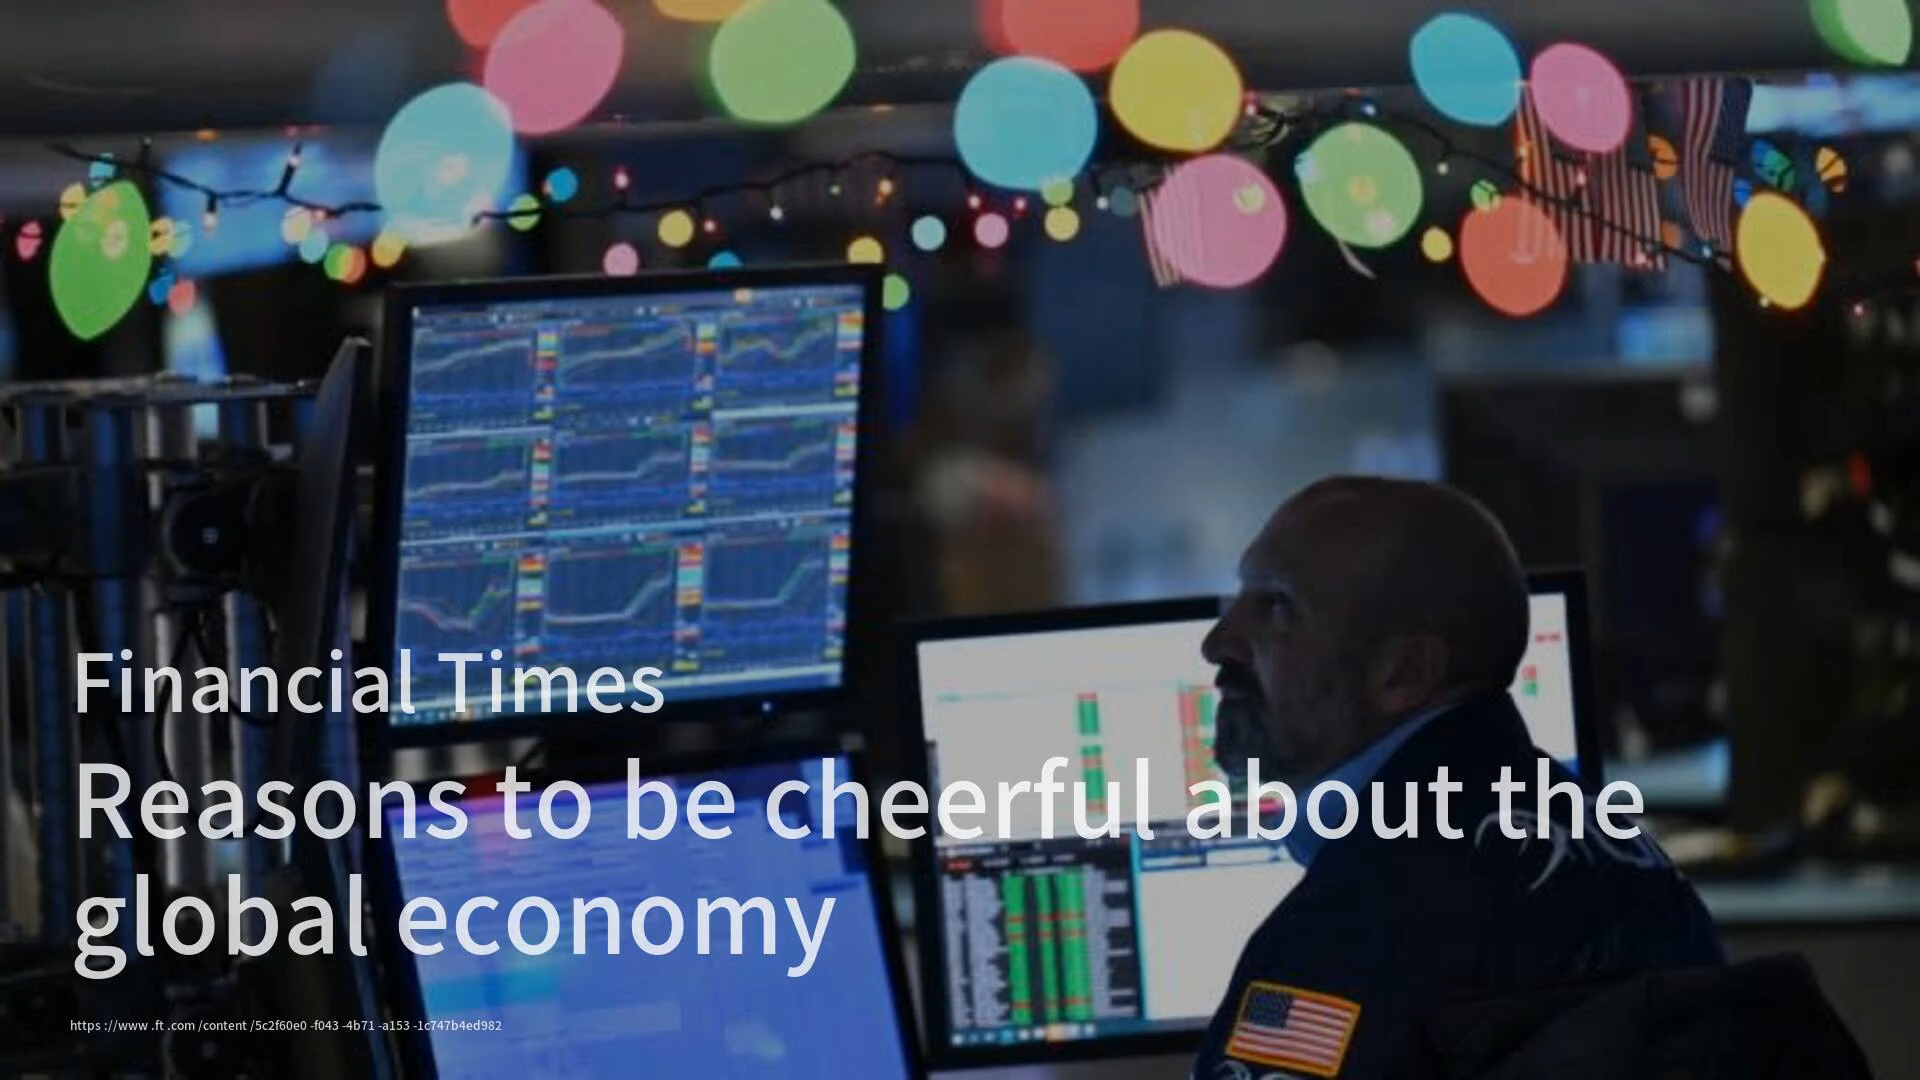 Financial Times
Reasons to be cheerful about the
global economy
https://www.ft.com/content/5c2f60e0-f043-4b71-a153-1c747b4ed982